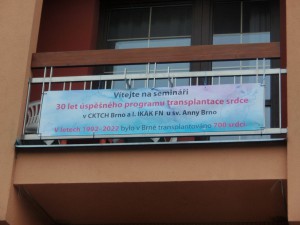 Vítejte na semináři
30 let úspěšného programu transplantace srdce
v CKTCH Brno a I. IKAK FN u sv. Anny Brno
V letech 1992-2022 bylo v Brně transplantováno 700 srdcí